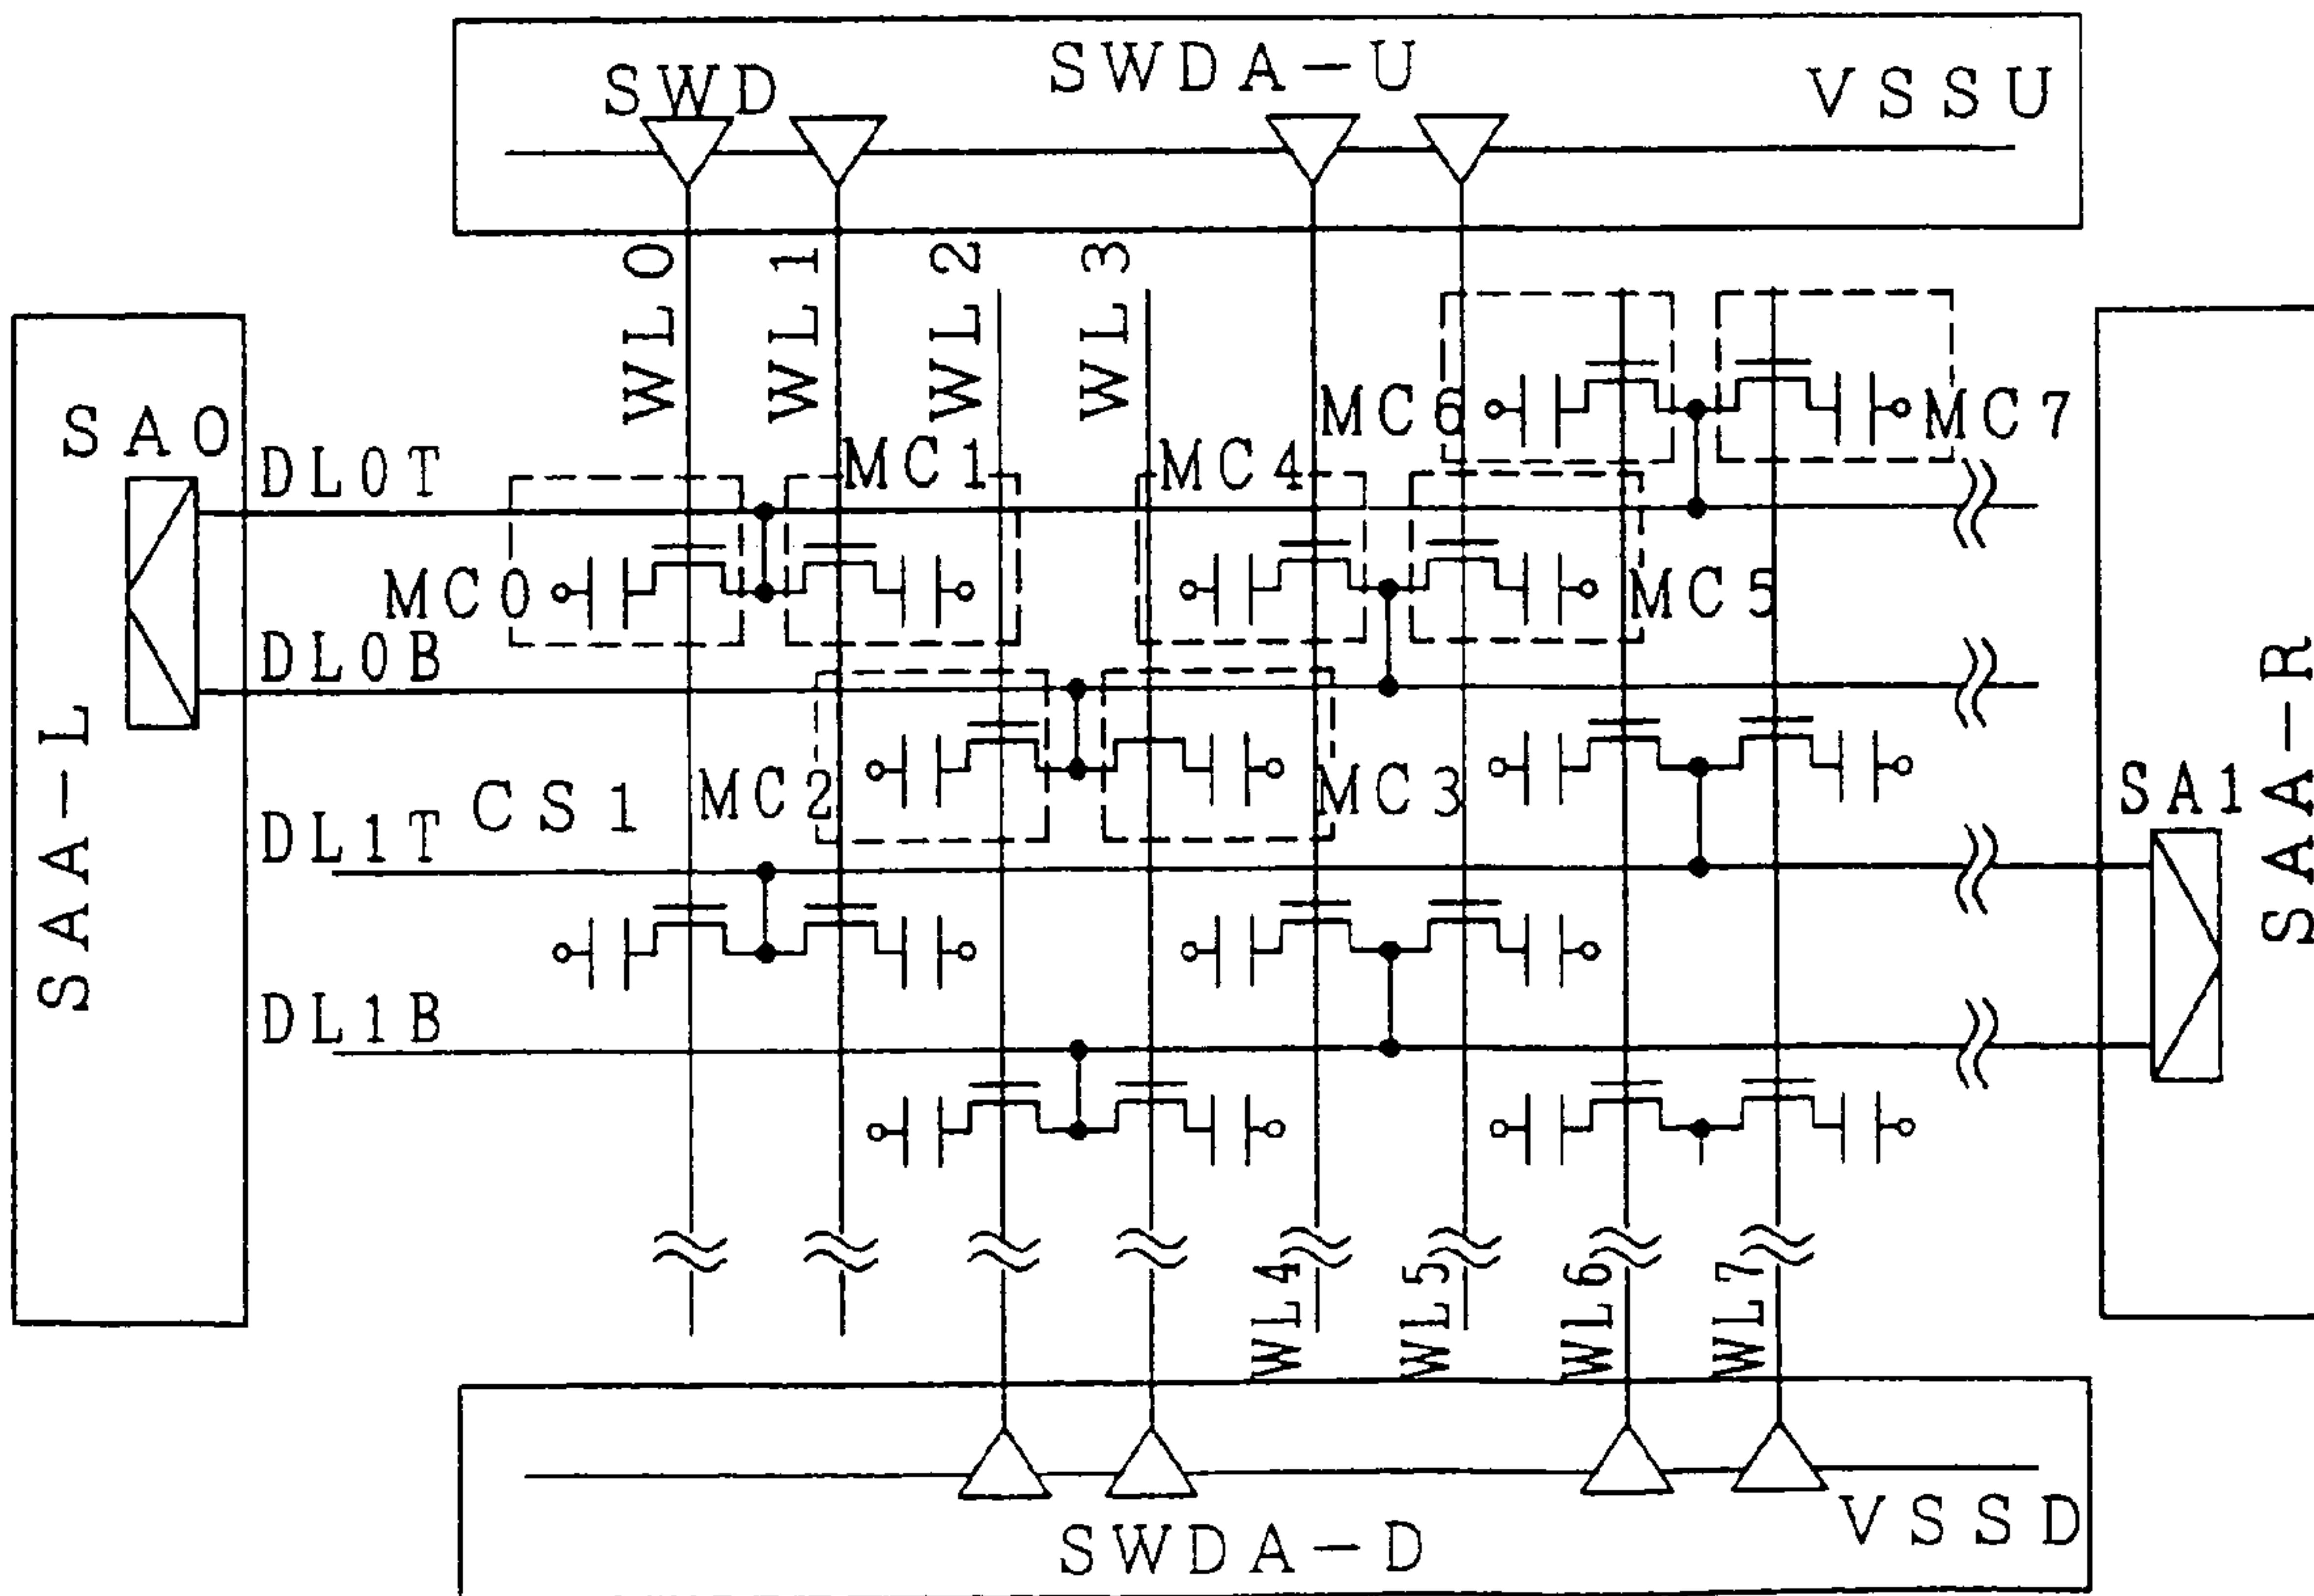 SWD
SWDA-U
VSSU
WL0
WL1
WL2
WL3
SA0
DL0T
MC1
MC4
MC6
MC7
MC0
MC5
DL0B
SAA-L
CS1
MC2
MC3
SA1
SAA-R
DL1T
DL1B
WL4
WL5
WL6
WL7
SWDA-D
VSSD